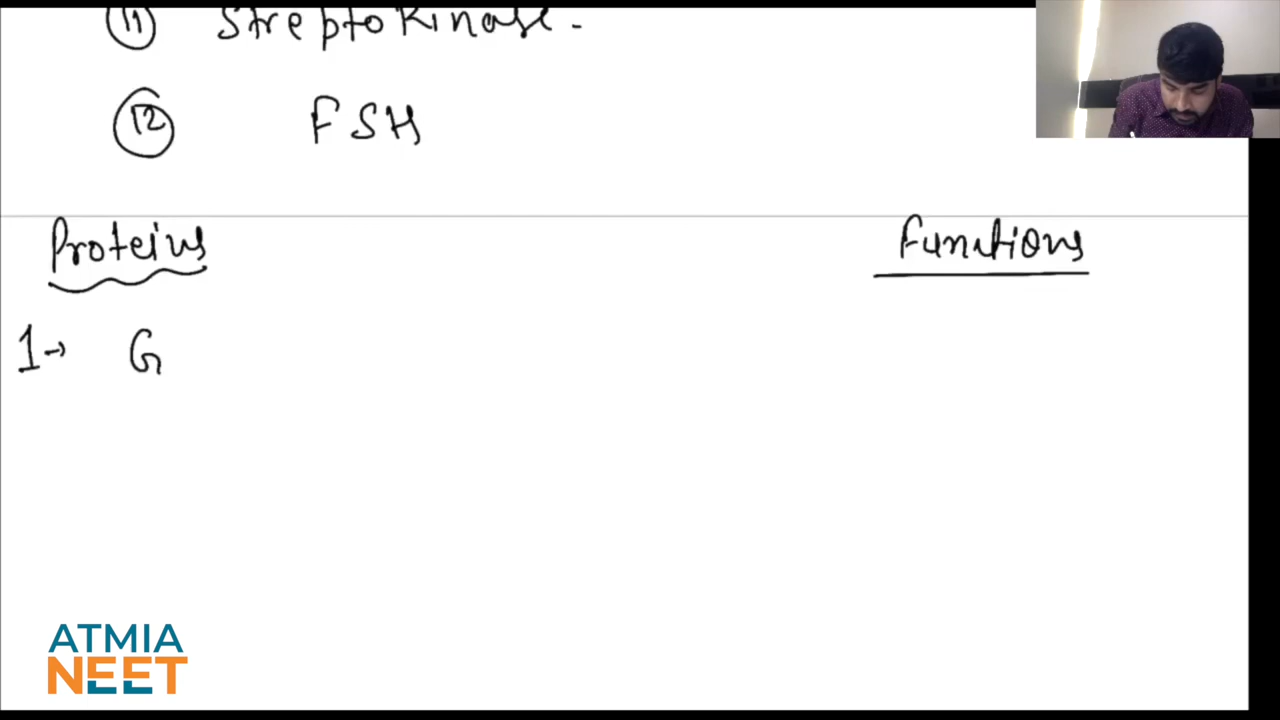 11 Streptokinase.
12 FSH
Proteins Functions
1→ G
ATMIA
NEET